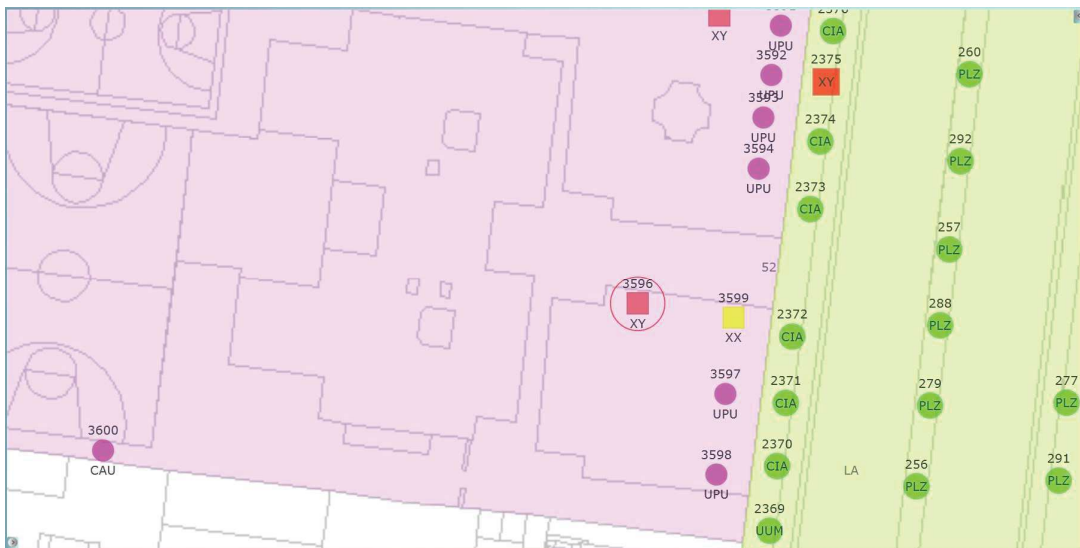 XY
UPU
2376
CIA
3592
UPU
2375
XY
260
PLZ
3593
UPU
2374
CIA
3594
UPU
292
PLZ
2373
CIA
257
PLZ
52
3596
XY
3599
XX
2372
CIA
288
PLZ
3597
UPU
2371
CIA
279
PLZ
277
PLZ
3600
CAU
3598
UPU
2370
CIA
LA
256
PLZ
291
PLZ
2369
UUM